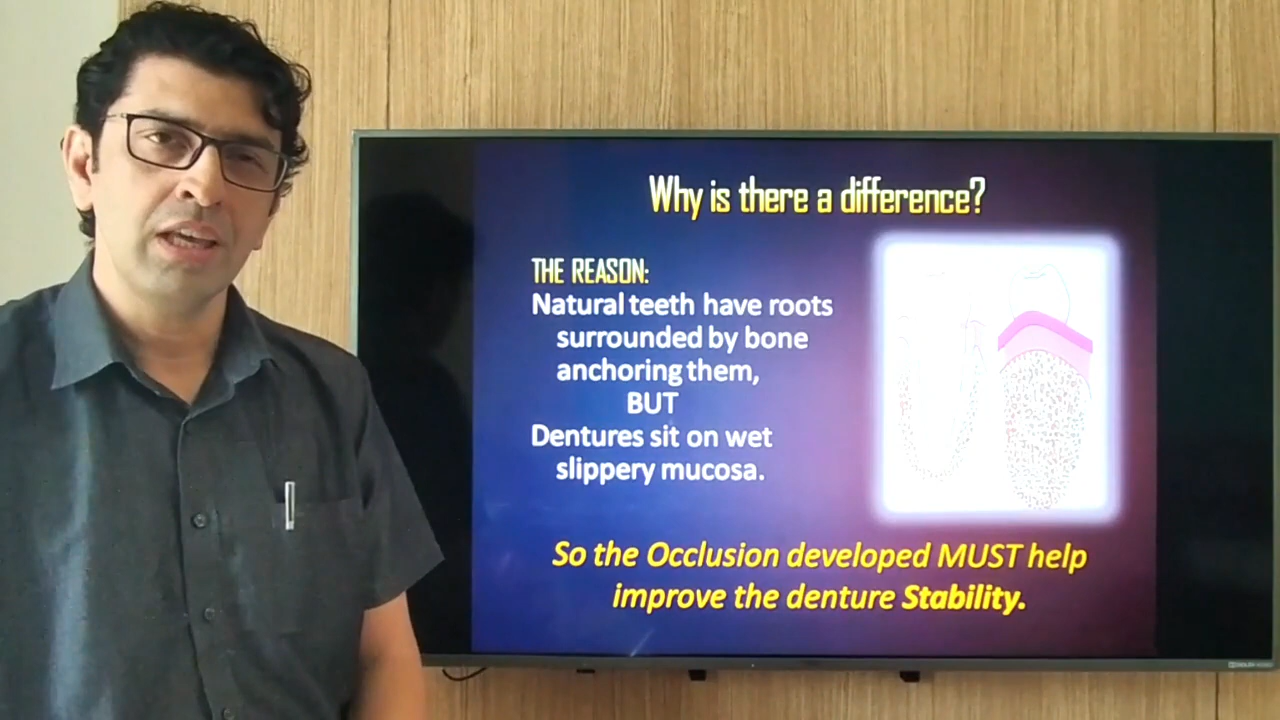 Why is there a difference?
THE REASON:
Natural teeth have roots
surrounded by bone
anchoring them,
BUT
Dentures sit on wet
slippery mucosa.
So the Occlusion developed MUST help
improve the denture Stability.